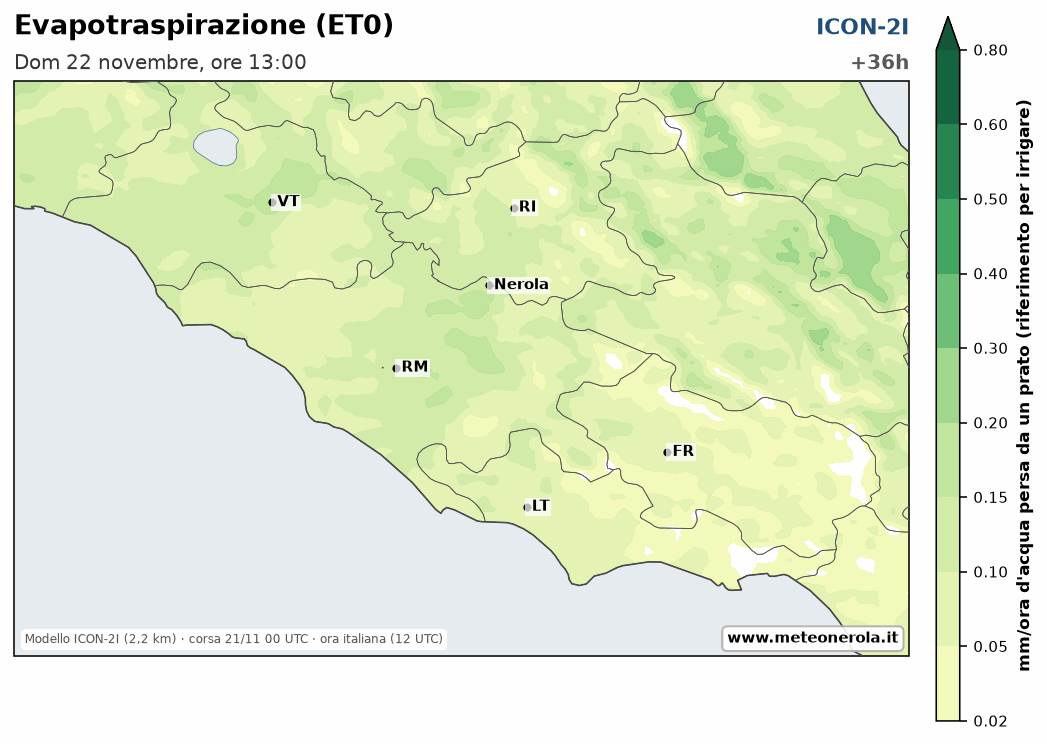 Evapotraspirazione (ET0)
ICON-2I
Dom 22 novembre, ore 13:00
+36h
VT
RI
Nerola
RM
FR
LT
Modello ICON-2I (2,2 km) · corsa 21/11 00 UTC · ora italiana (12 UTC)
www.meteonerola.it
0.80
0.60
0.50
0.40
0.30
0.20
0.15
0.10
0.05
0.02
mm/ora d'acqua persa da un prato (riferimento per irrigare)